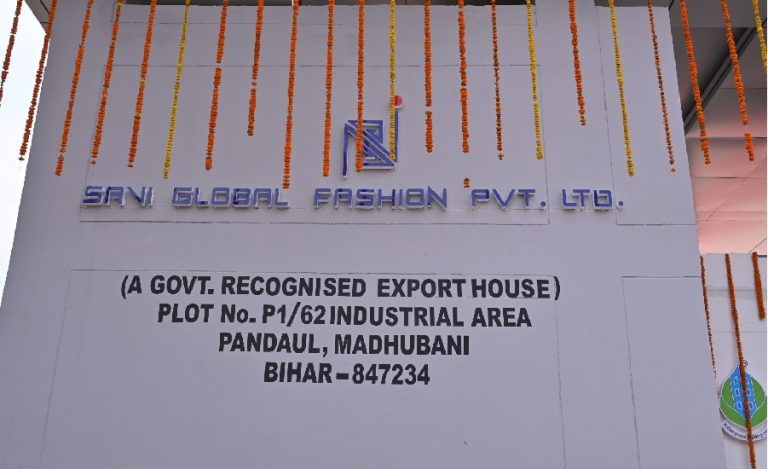 SAVI GLOBAL FASHION PVT. LTD.
(A GOVT. RECOGNISED EXPORT HOUSE)
PLOT No. P1/62 INDUSTRIAL AREA
PANDAUL, MADHUBANI
BIHAR-847234